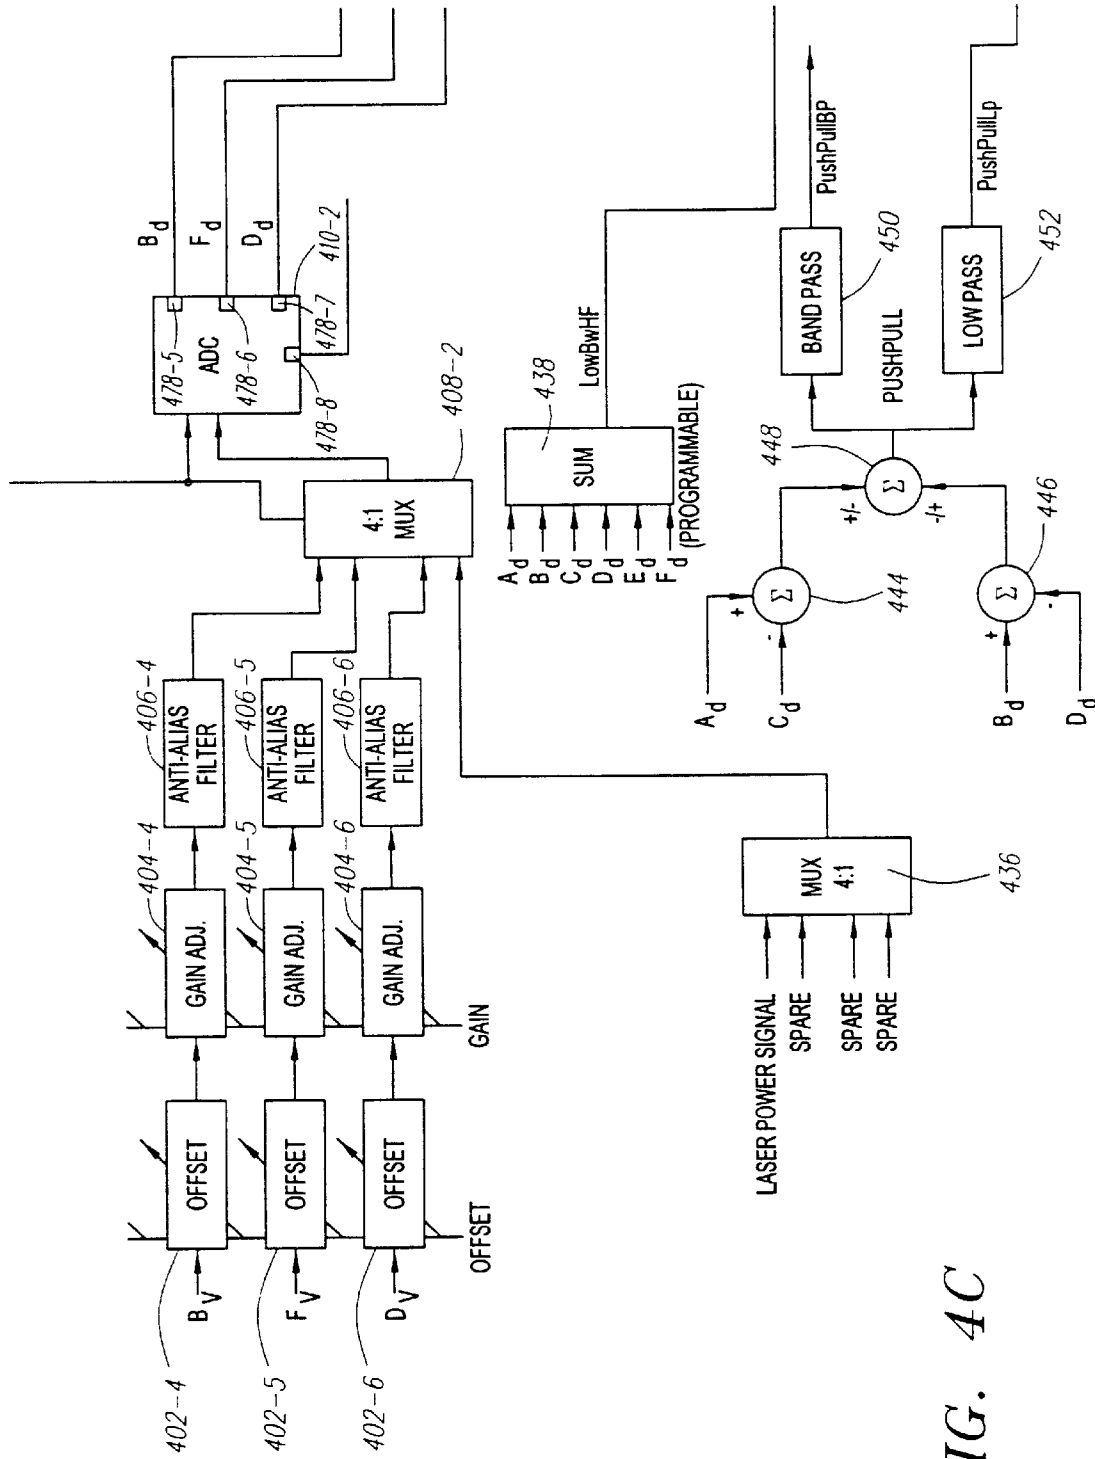 B_V
F_V
D_V
402-4
402-5
402-6
OFFSET
OFFSET
OFFSET
OFFSET
404-4
404-5
404-6
GAIN ADJ.
GAIN ADJ.
GAIN ADJ.
GAIN
406-4
406-5
406-6
ANTI-ALIAS
FILTER
ANTI-ALIAS
FILTER
ANTI-ALIAS
FILTER
4:1
MUX
408-2
ADC
478-5
478-6
478-7
478-8
410-2
B_d
F_d
D_d
LASER POWER SIGNAL
SPARE
SPARE
SPARE
MUX
4:1
436
A_d
B_d
C_d
D_d
E_d
F_d
(PROGRAMMABLE)
SUM
438
LowBwHF
A_d
C_d
+
-
Σ
444
B_d
D_d
+
-
Σ
446
+/-
-/+
Σ
448
PUSHPULL
BAND PASS
450
PushPullBP
LOW PASS
452
PushPullLp
IG. 4C